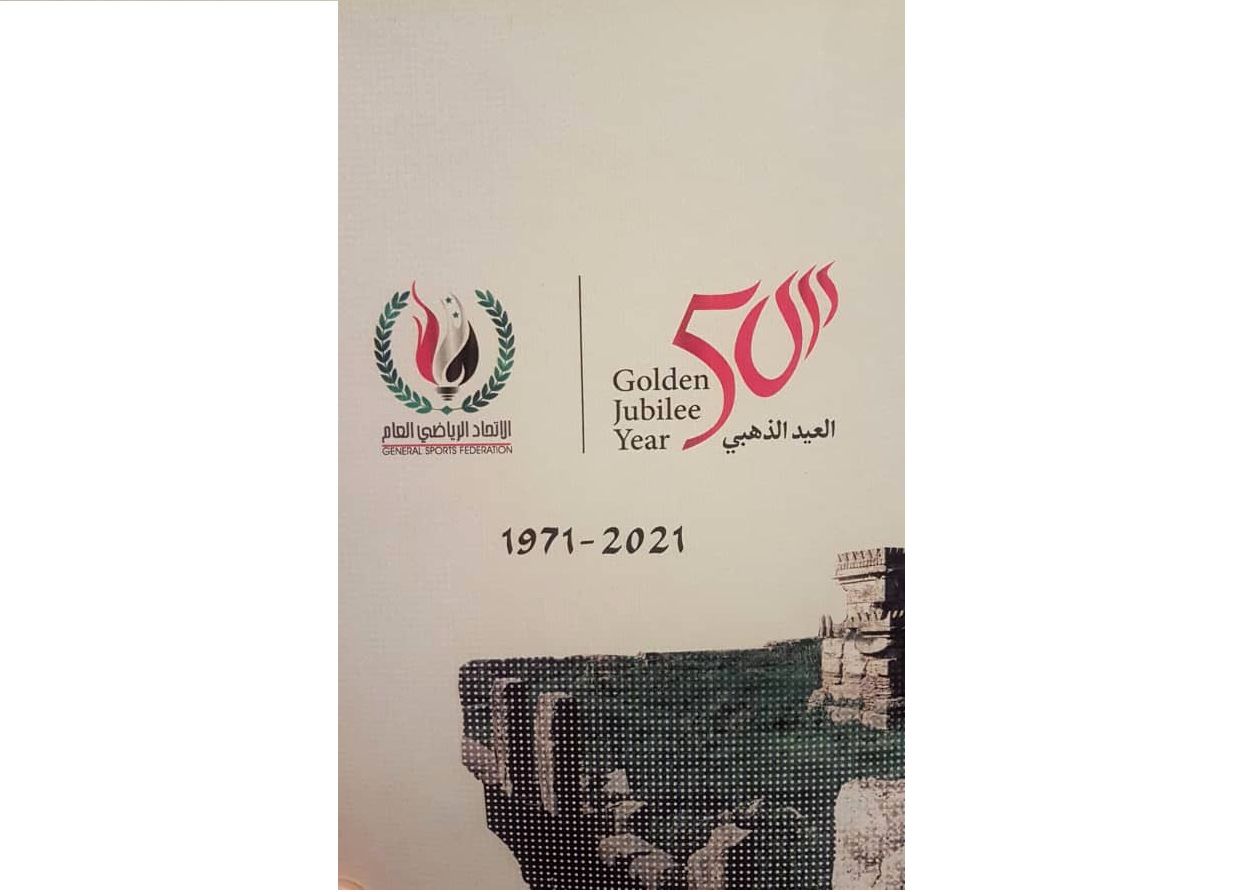 الاتحاد الرياضي العام
GENERAL SPORTS FEDERATION
50
Golden
Jubilee
Year
العيد الذهبي
1971-2021